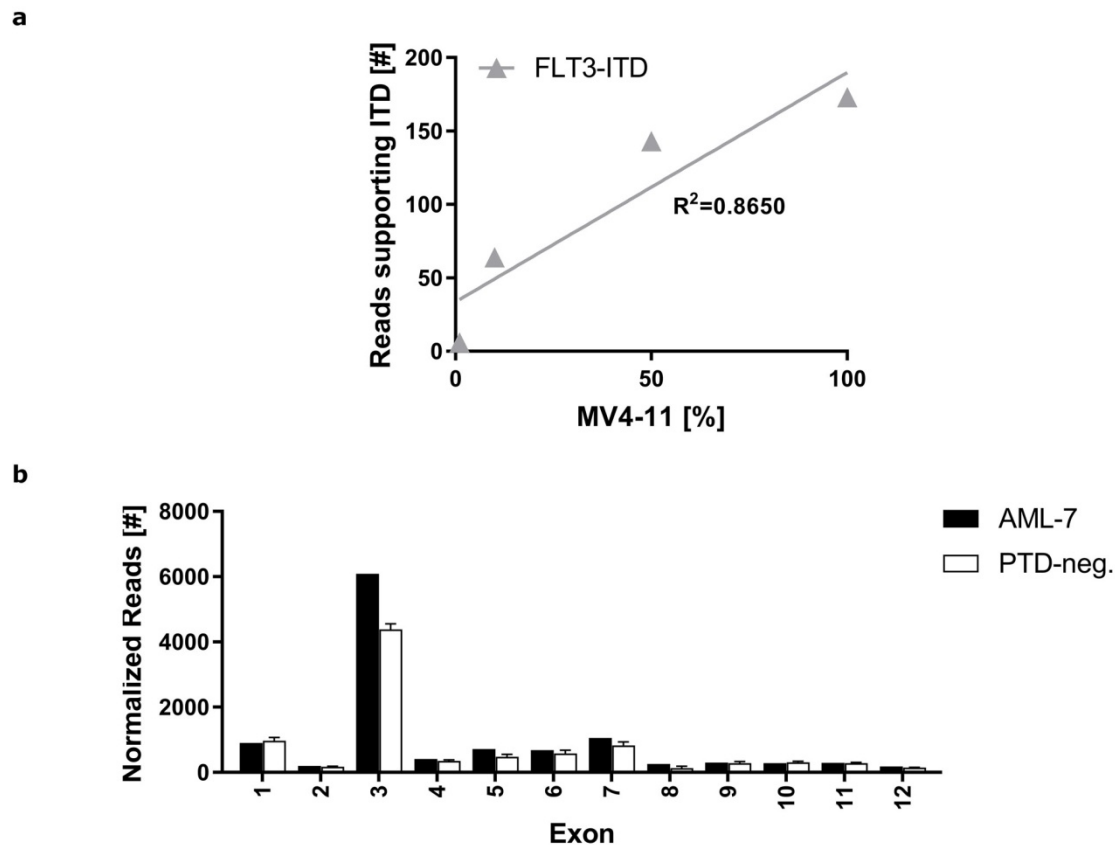 a
Reads supporting ITD [#]
200
150
100
50
0
FLT3-ITD
R²=0.8650
0 50 100
MV4-11 [%]
b
Normalized Reads [#]
8000
6000
4000
2000
0
AML-7
PTD-neg.
1 2 3 4 5 6 7 8 9 10 11 12
Exon